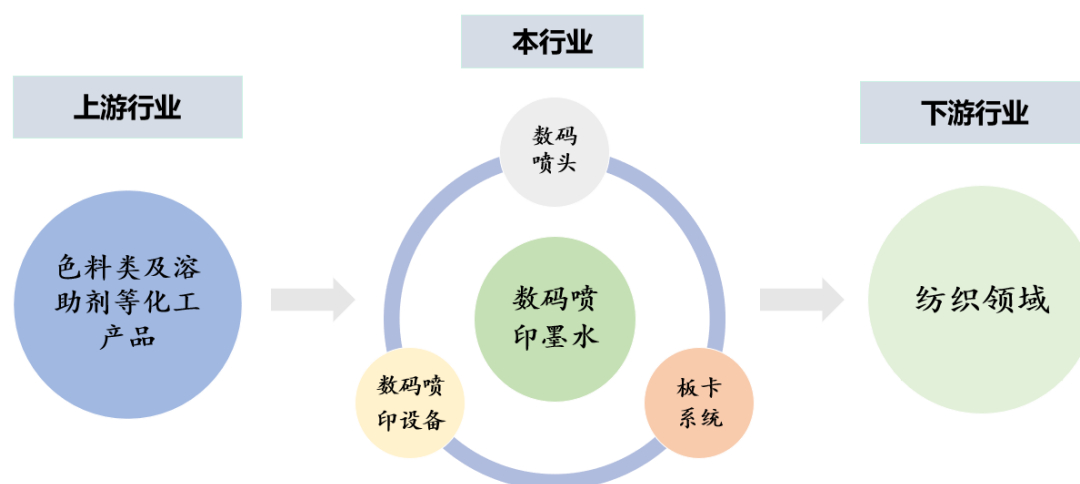 本行业
上游行业
下游行业
数码
喷头
色料类及溶
助剂等化工
产品
数码喷
印墨水
纺织领域
数码喷
印设备
板卡
系统